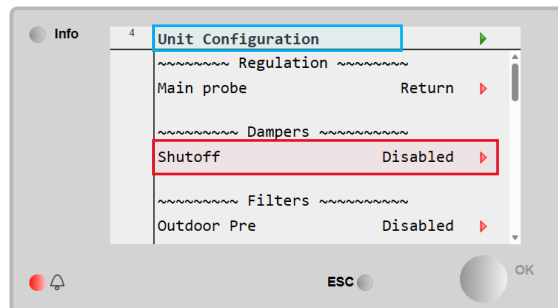 Info
4 Unit Configuration
~~~~~~~~ Regulation ~~~~~~~~
Main probe Return
~~~~~~~~~ Dampers ~~~~~~~~~~
Shutoff Disabled
~~~~~~~~~ Filters ~~~~~~~~~~
Outdoor Pre Disabled
ESC
OK